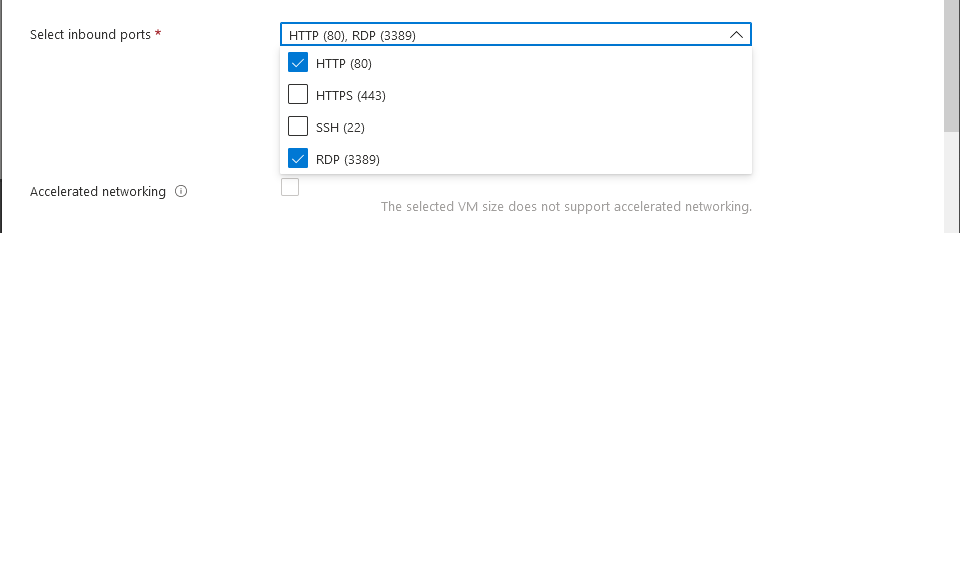 Select inbound ports *
HTTP (80), RDP (3389)
HTTP (80)
HTTPS (443)
SSH (22)
RDP (3389)
Accelerated networking
The selected VM size does not support accelerated networking.